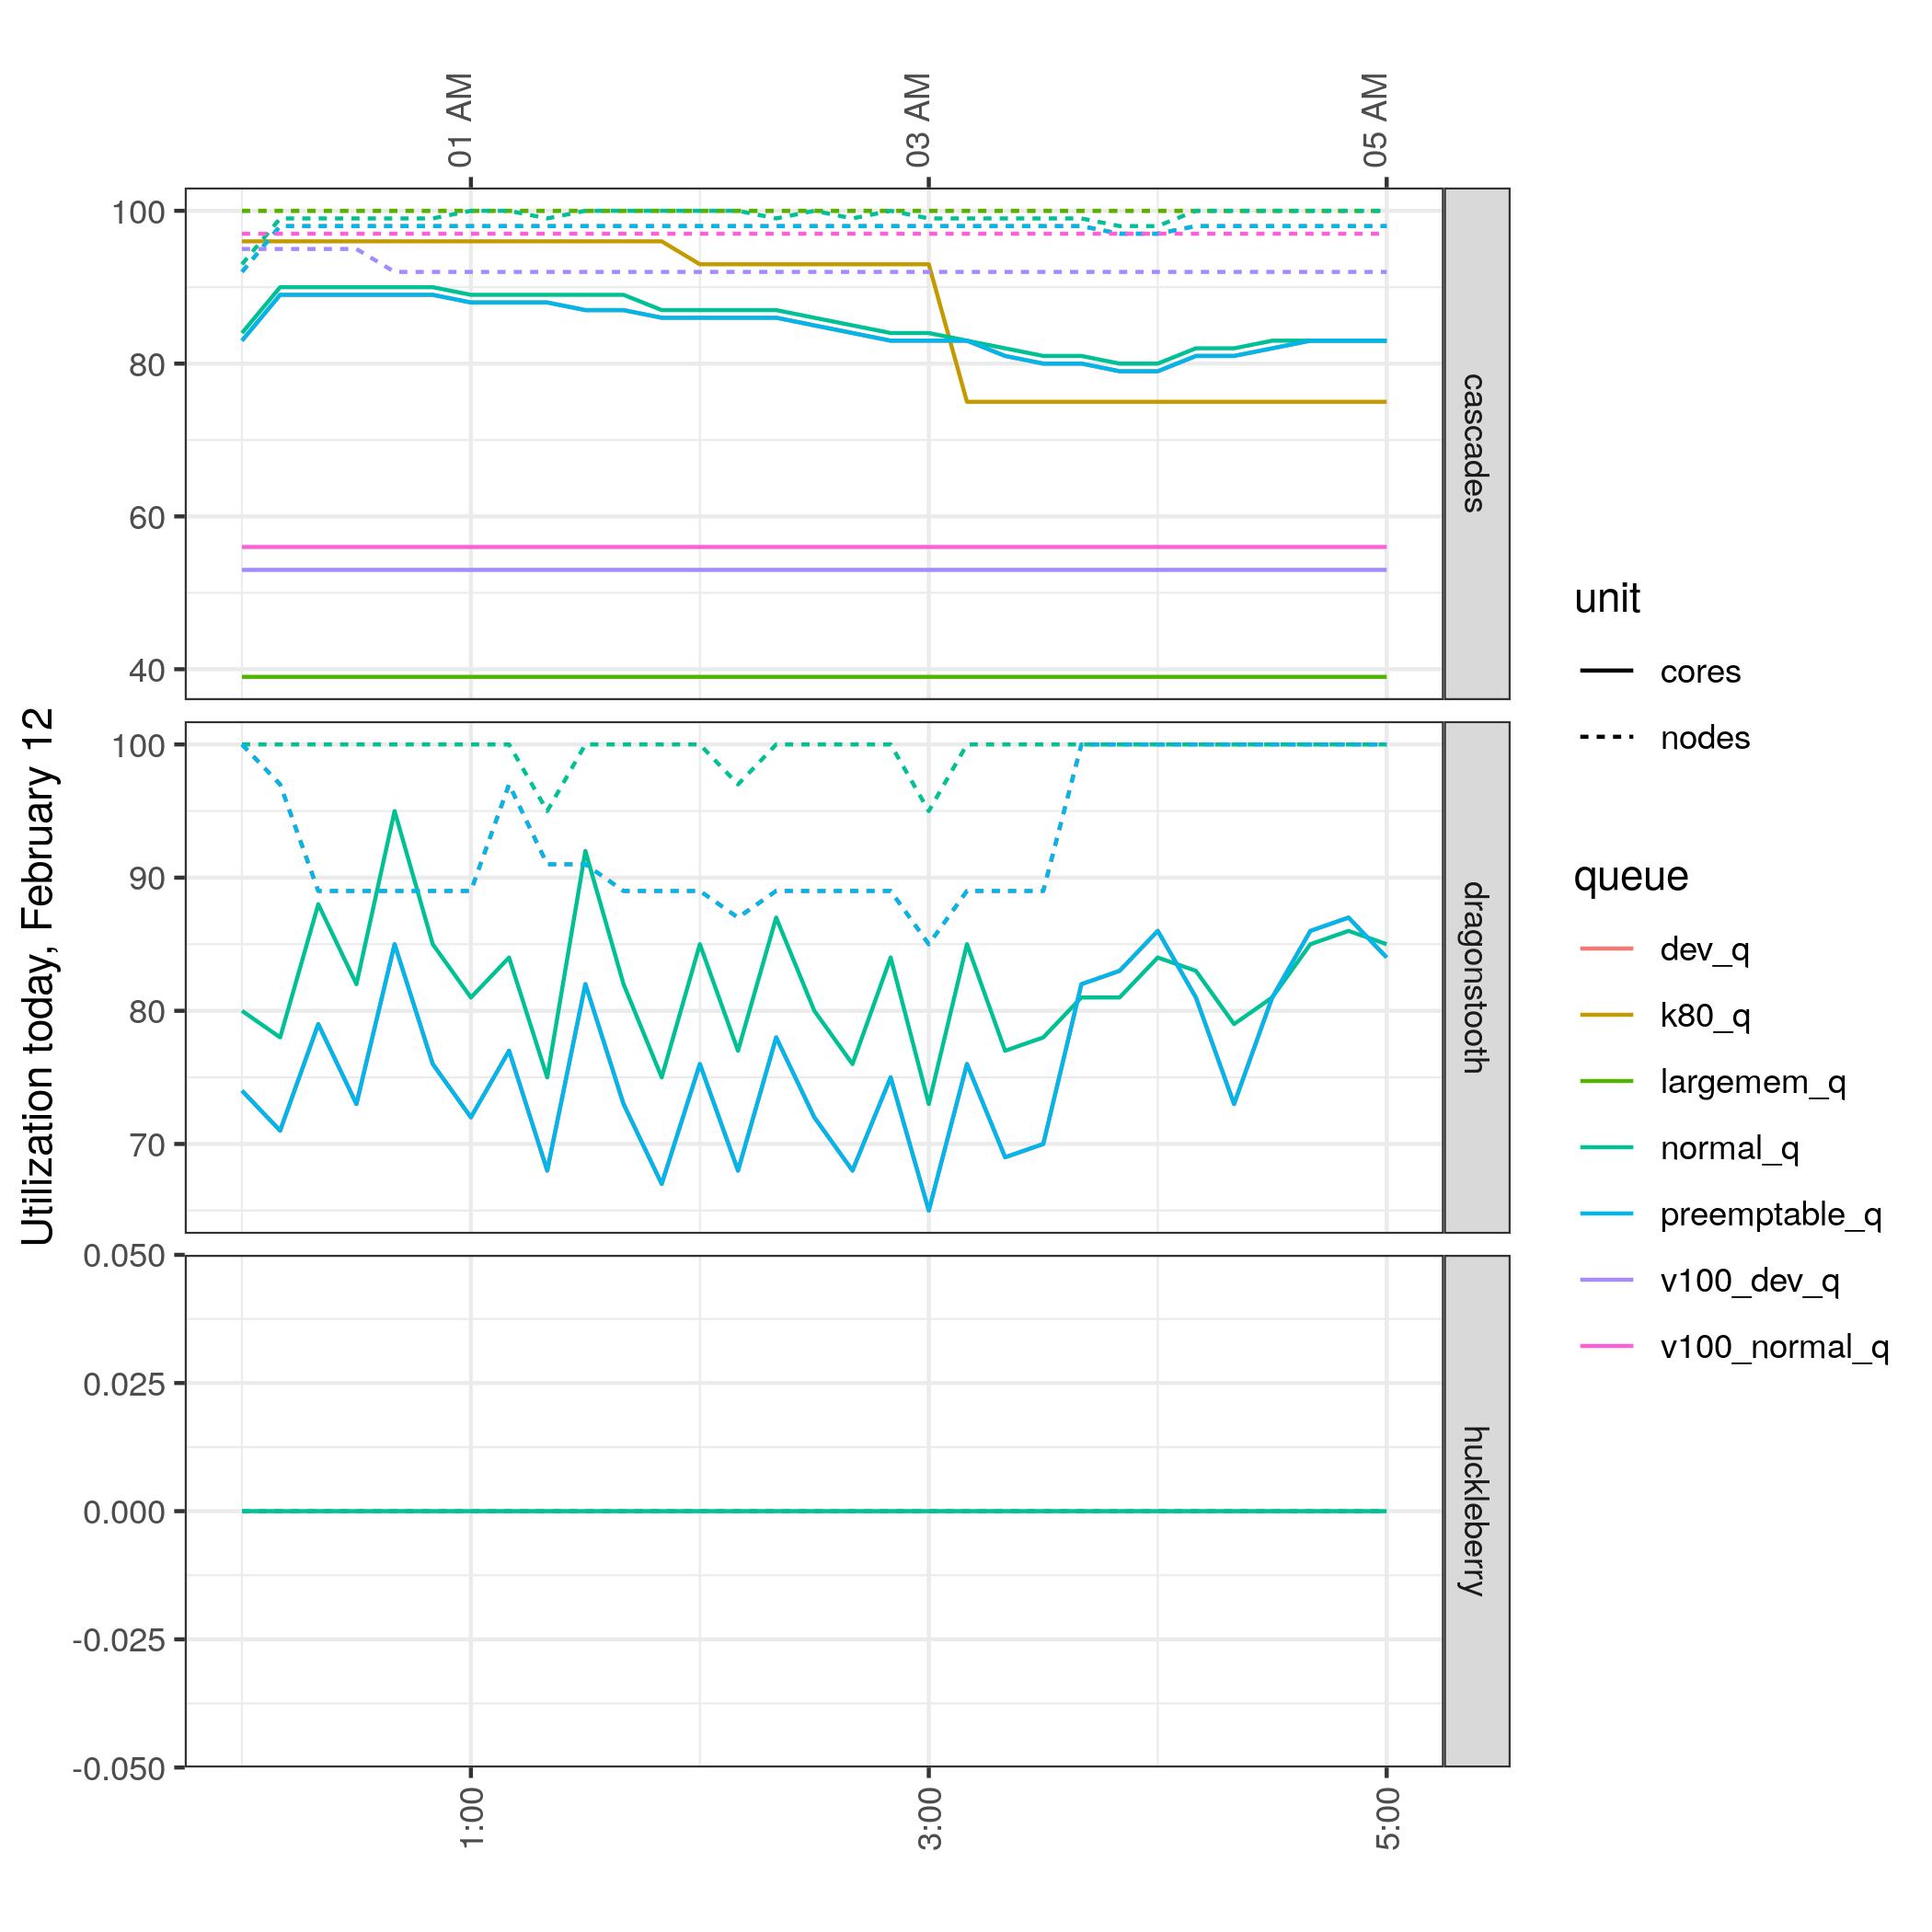 01 AM
03 AM
05 AM
100
80
60
40
cascades
100
90
80
70
dragonstooth
0.050
0.025
0.000
-0.025
-0.050
huckleberry
1:00
3:00
5:00
Utilization today, February 12
unit
cores
nodes
queue
dev_q
k80_q
largemem_q
normal_q
preemptable_q
v100_dev_q
v100_normal_q